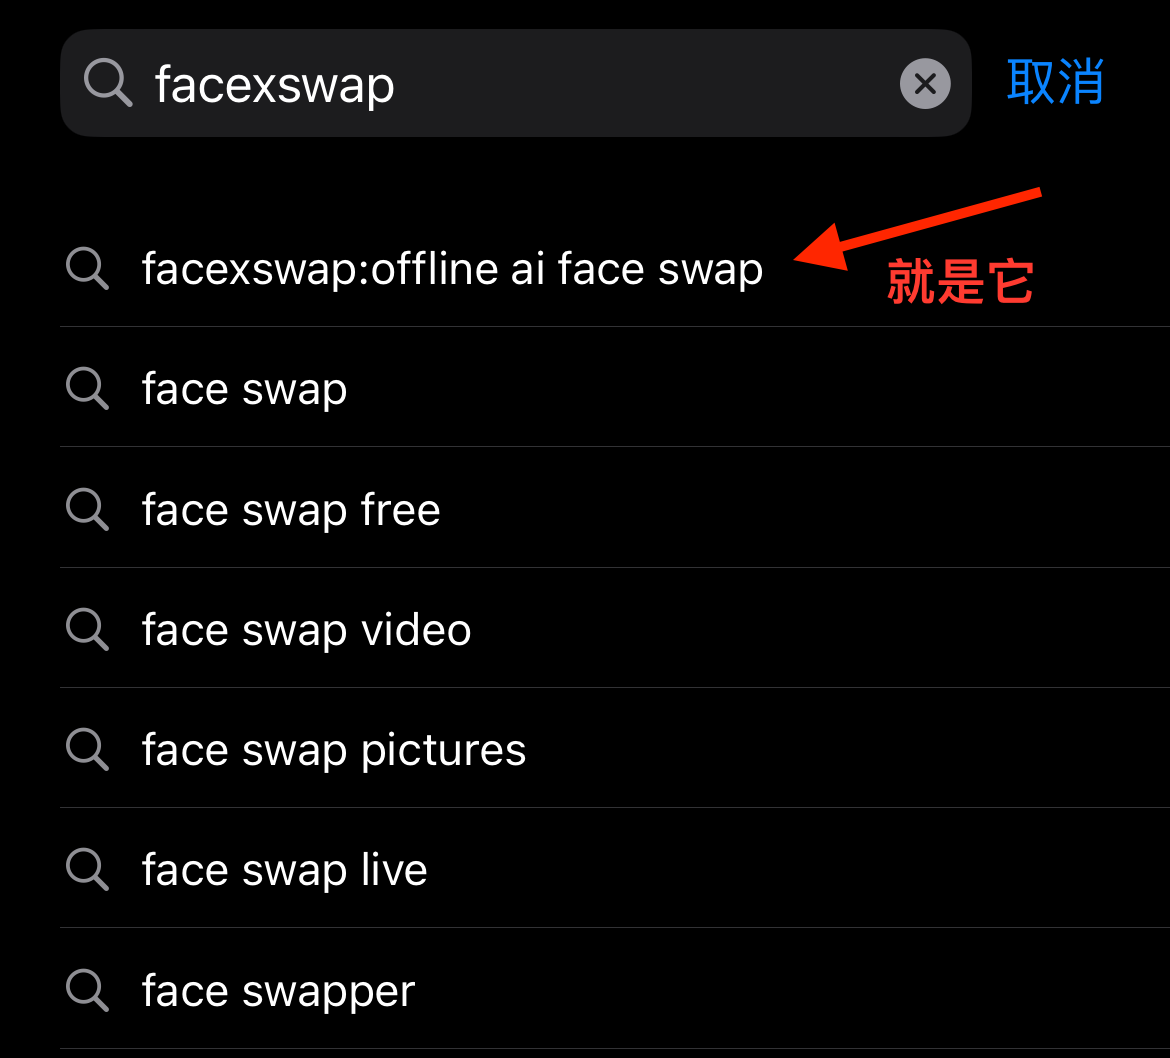 facexswap 取消
facexswap:offline ai face swap
就是它
face swap
face swap free
face swap video
face swap pictures
face swap live
face swapper